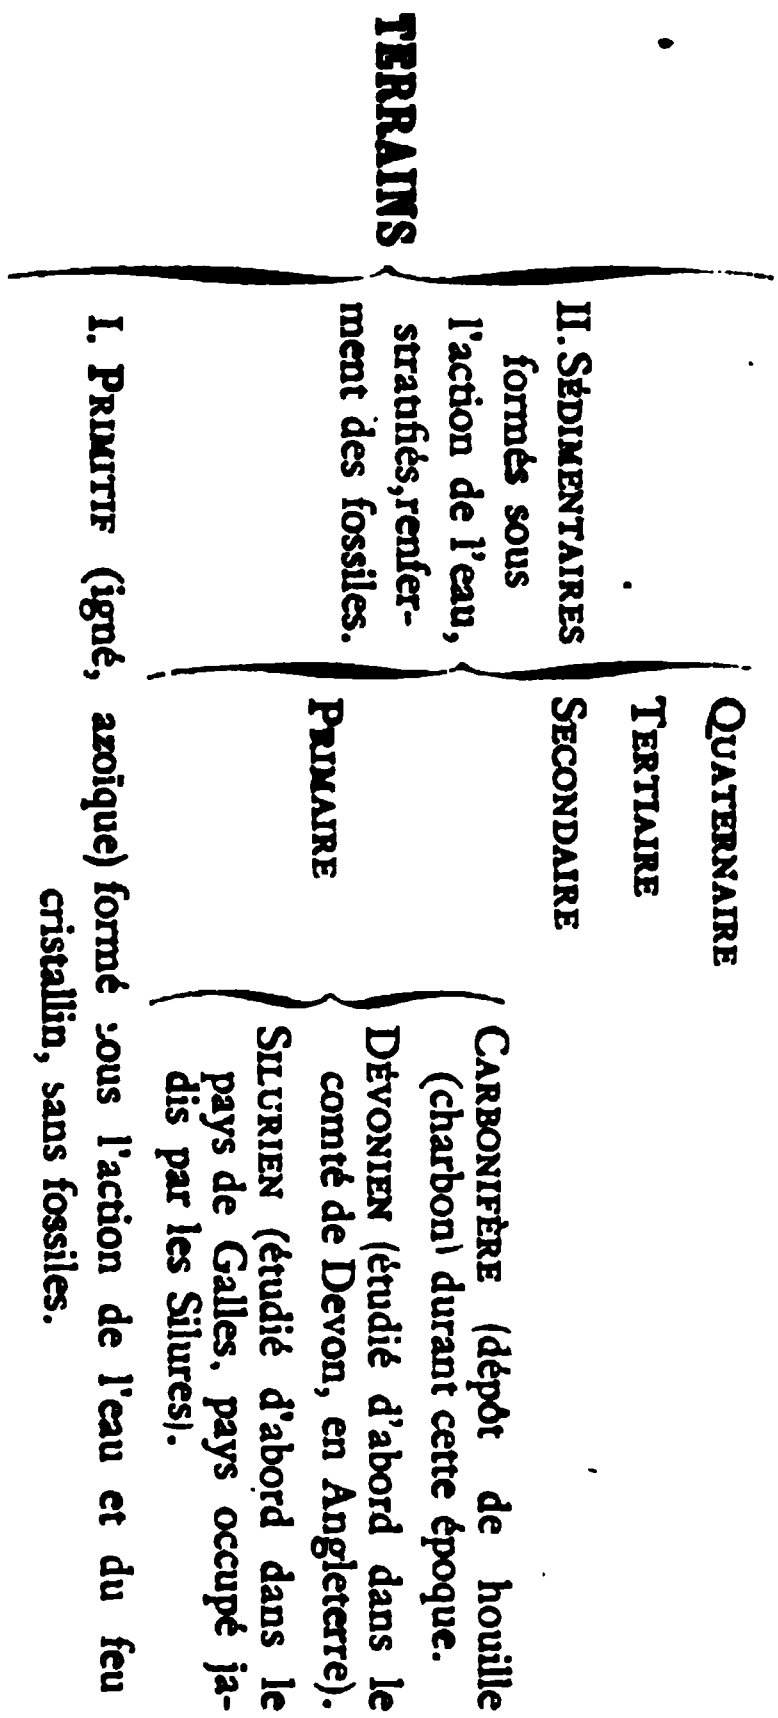 TERRAINS
II. SÉDIMENTAIRES
formés sous
l'action de l'eau,
stratifiés, renfer-
ment des fossiles.
QUATERNAIRE
TERTIAIRE
SECONDAIRE
PRIMAIRE
CARBONIFÈRE (dépôt de houille
(charbon) durant cette époque.
DÉVONIEN (étudié d'abord dans le
comté de Devon, en Angleterre).
SILURIEN (étudié d'abord dans le
pays de Galles, pays occupé ja-
dis par les Silures).
I. PRIMITIF (igné, azoïque) formé sous l'action de l'eau et du feu
cristallin, sans fossiles.